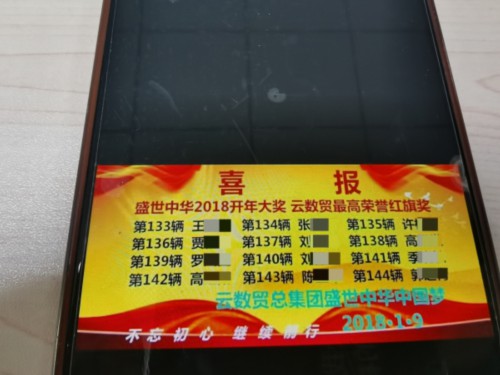 喜 报
盛世中华2018开年大奖 云数贸最高荣誉红旗奖
第133辆 王 第134辆 张 第135辆 许
第136辆 贾 第137辆 刘 第138辆 高
第139辆 罗 第140辆 刘 第141辆 李
第142辆 高 第143辆 陈 第144辆 郭
云数贸总集团盛世中华中國梦
2018·1·9
不忘初心 继续前行